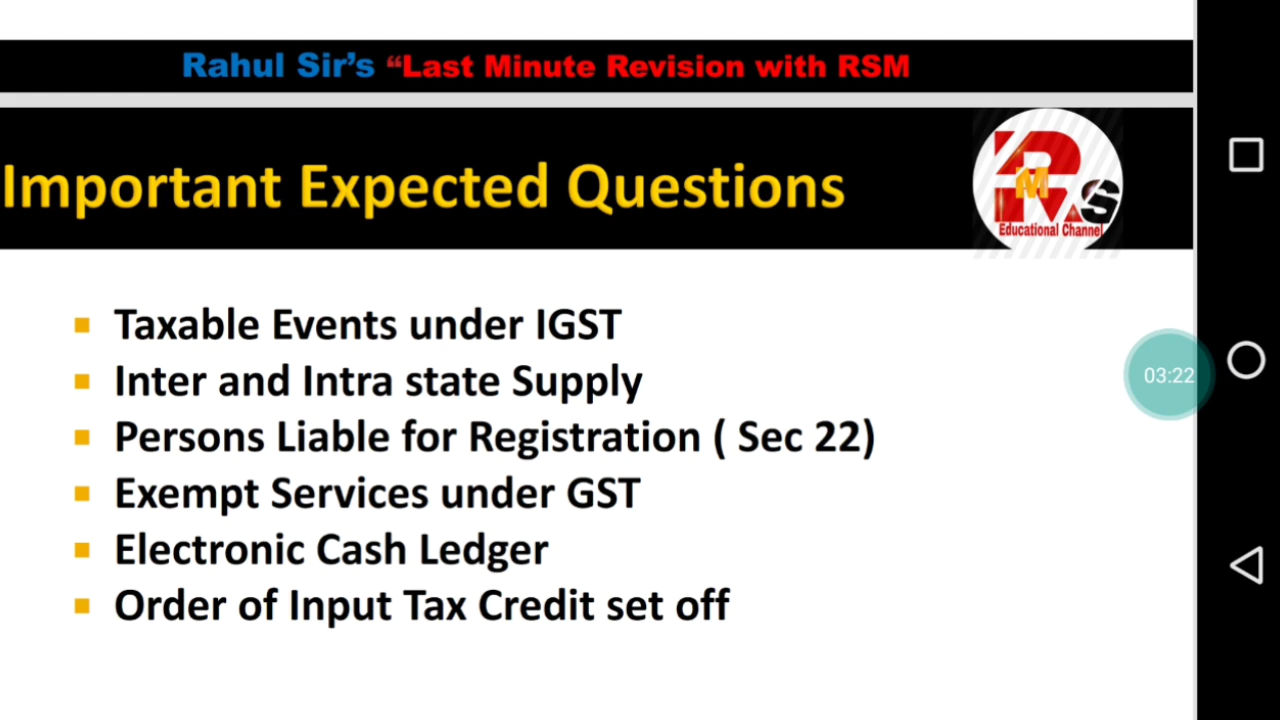 Rahul Sir's “Last Minute Revision with RSM
Important Expected Questions
RMS
Educational Channel
Taxable Events under IGST
Inter and Intra state Supply
Persons Liable for Registration ( Sec 22)
Exempt Services under GST
Electronic Cash Ledger
Order of Input Tax Credit set off
03:22